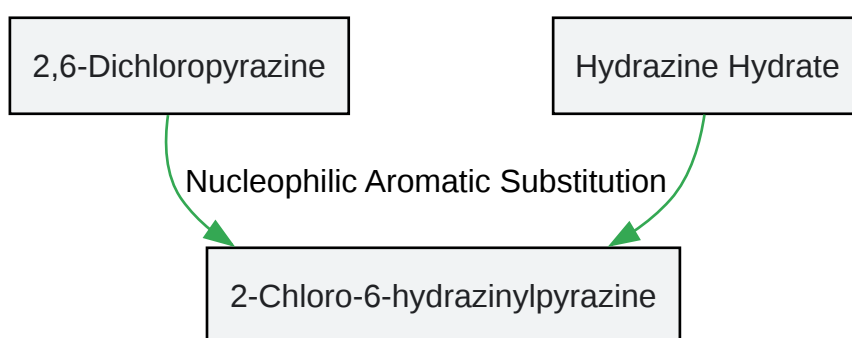 2,6-Dichloropyrazine
Hydrazine Hydrate
Nucleophilic Aromatic Substitution
2-Chloro-6-hydrazinylpyrazine